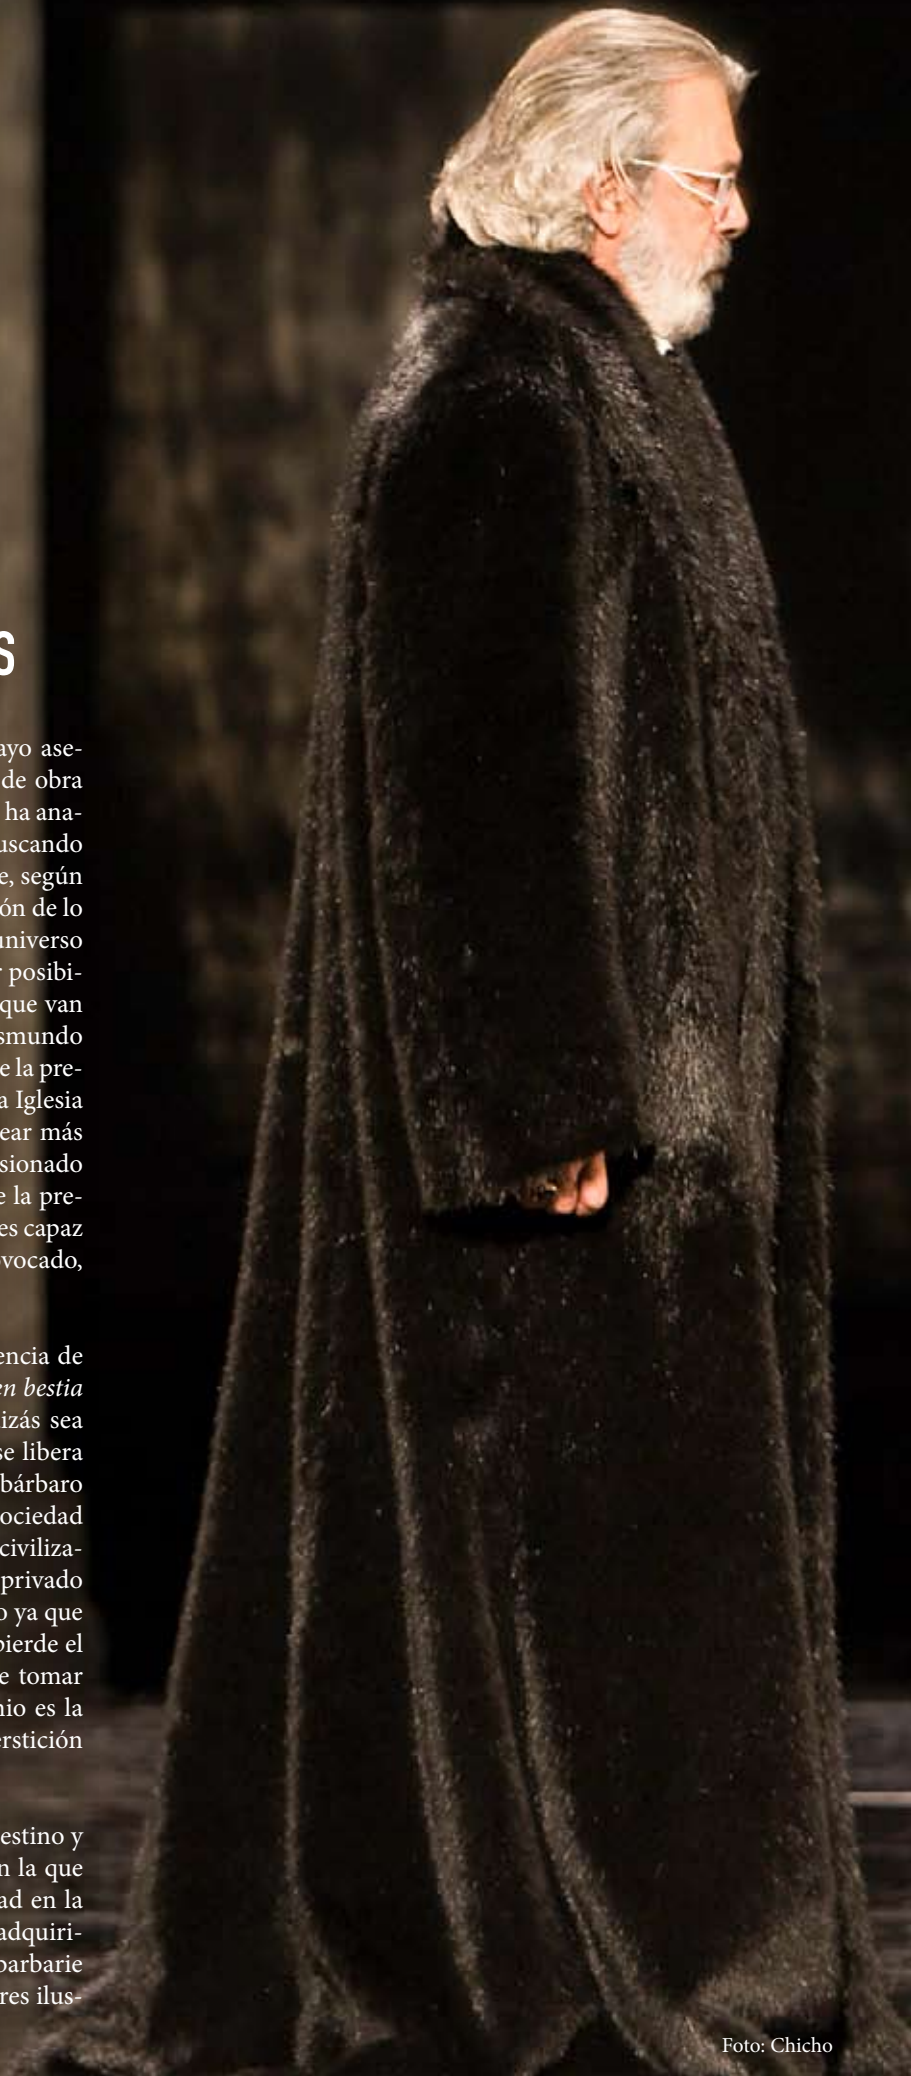 S
ayo ase-
de obra
ha ana-
uscando
e, según
ón de lo
universo
r posibi-
que van
smundo
e la pre-
a Iglesia
ear más
sionado
e la pre-
es capaz
vocado,
encia de
en bestia
izás sea
se libera
bárbaro
ociedad
civiliza-
privado
o ya que
pierde el
e tomar
nio es la
erstición
estino y
n la que
ad en la
adquiri-
barbarie
res ilus-
Foto: Chicho